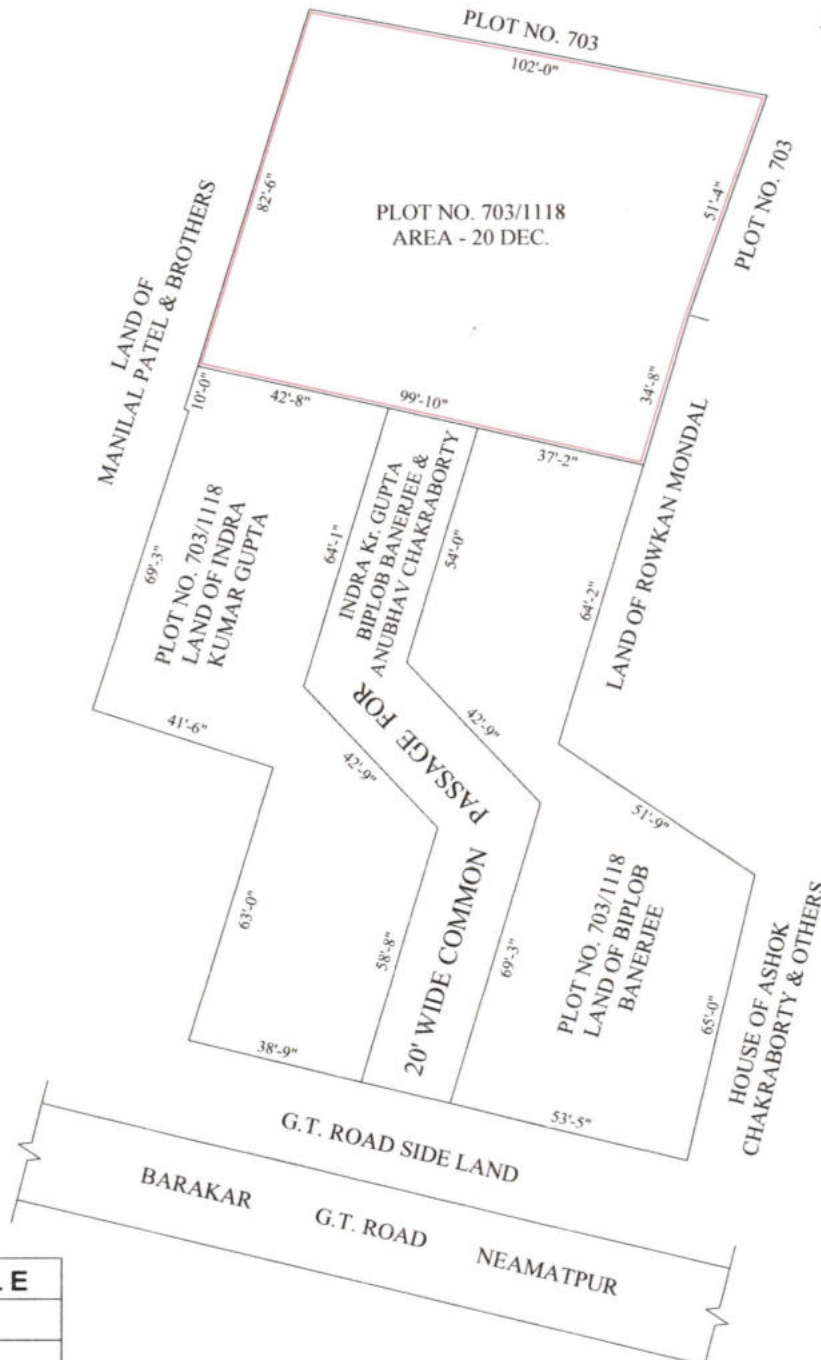 PLOT NO. 703
102'-0"
82'-6"
PLOT NO. 703/1118
AREA - 20 DEC.
51'-4"
PLOT NO. 703
LAND OF
MANILAL PATEL & BROTHERS
10'-0"
42'-8"
99'-10"
37'-2"
34'-8"
LAND OF ROWKAN MONDAL
69'-3"
PLOT NO. 703/1118
LAND OF INDRA
KUMAR GUPTA
64'-1"
INDRA Kr. GUPTA
BIPLOB BANERJEE &
ANUBHAV CHAKRABORTY
54'-0"
64'-2"
41'-6"
42'-9"
20' WIDE COMMON PASSAGE FOR
42'-9"
51'-9"
63'-0"
58'-8"
69'-3"
PLOT NO. 703/1118
LAND OF BIPLOB
BANERJEE
65'-0"
HOUSE OF ASHOK
CHAKRABORTY & OTHERS
38'-9"
53'-5"
G.T. ROAD SIDE LAND
BARAKAR G.T. ROAD NEAMATPUR